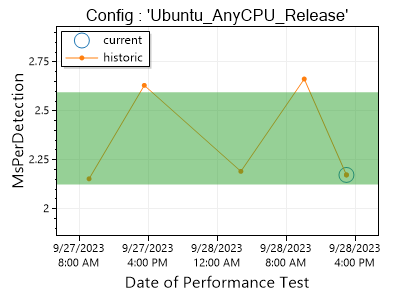 Config : 'Ubuntu_AnyCPU_Release'
current
historic
MsPerDetection
2.75
2.5
2.25
2
9/27/2023 9/27/2023 9/28/2023 9/28/2023 9/28/2023
8:00 AM 4:00 PM 12:00 AM 8:00 AM 4:00 PM
Date of Performance Test